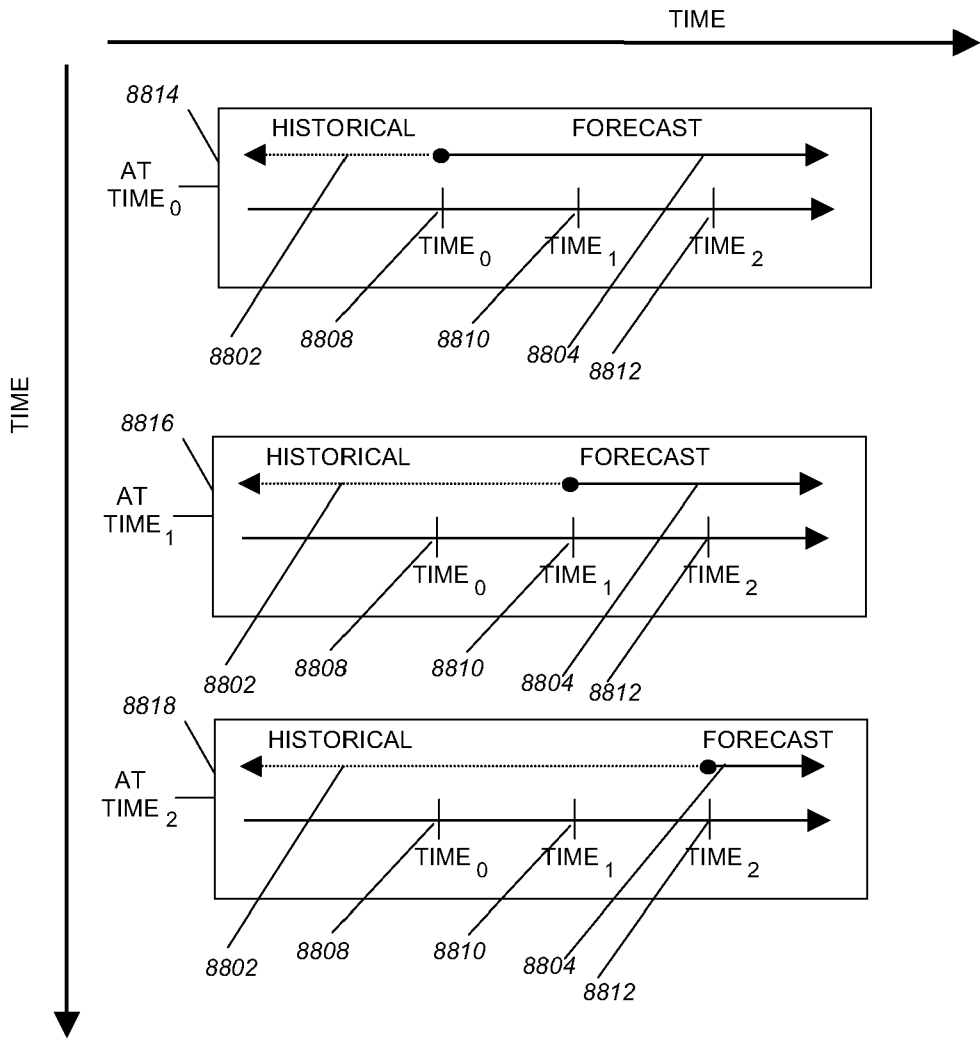 TIME
TIME
8814
HISTORICAL FORECAST
AT
TIME 0
TIME 0 TIME 1 TIME 2
8802 8808 8810 8804 8812
8816
HISTORICAL FORECAST
AT
TIME 1
TIME 0 TIME 1 TIME 2
8802 8808 8810 8804 8812
8818
HISTORICAL FORECAST
AT
TIME 2
TIME 0 TIME 1 TIME 2
8802 8808 8810 8804 8812